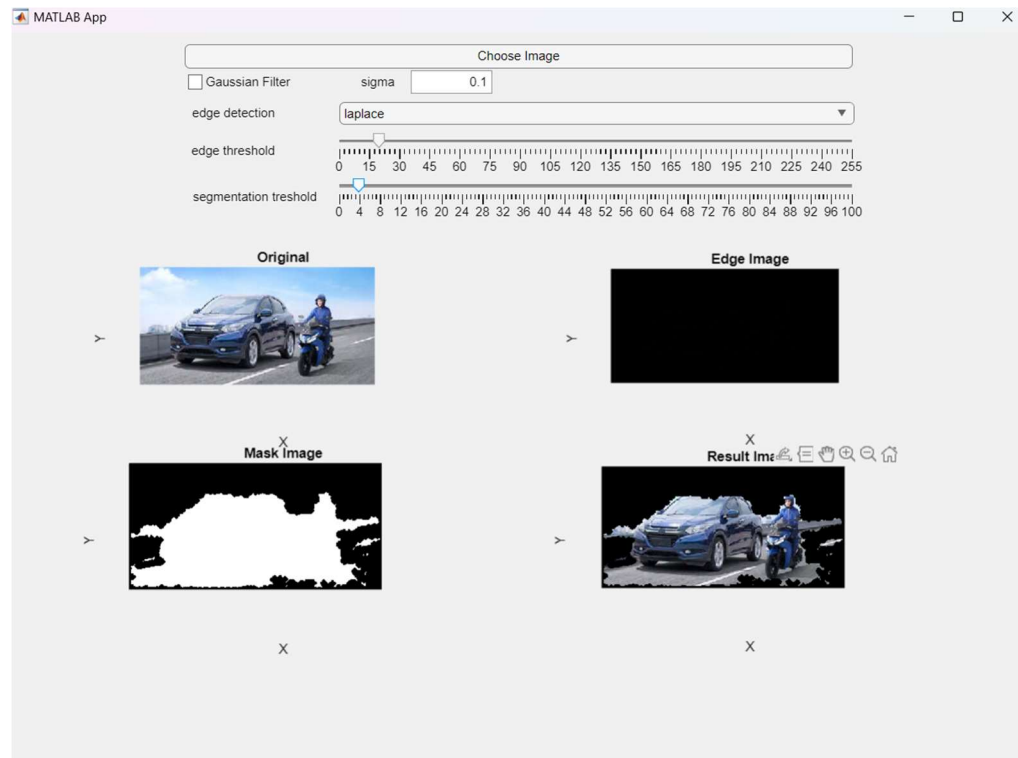 MATLAB App
Choose Image
Gaussian Filter sigma 0.1
edge detection laplace
edge threshold
0 15 30 45 60 75 90 105 120 135 150 165 180 195 210 225 240 255
segmentation treshold
0 4 8 12 16 20 24 28 32 36 40 44 48 52 56 60 64 68 72 76 80 84 88 92 96 100
Original
Edge Image
Y
Y
X
X
Mask Image
Result Ima
Y
Y
X
X